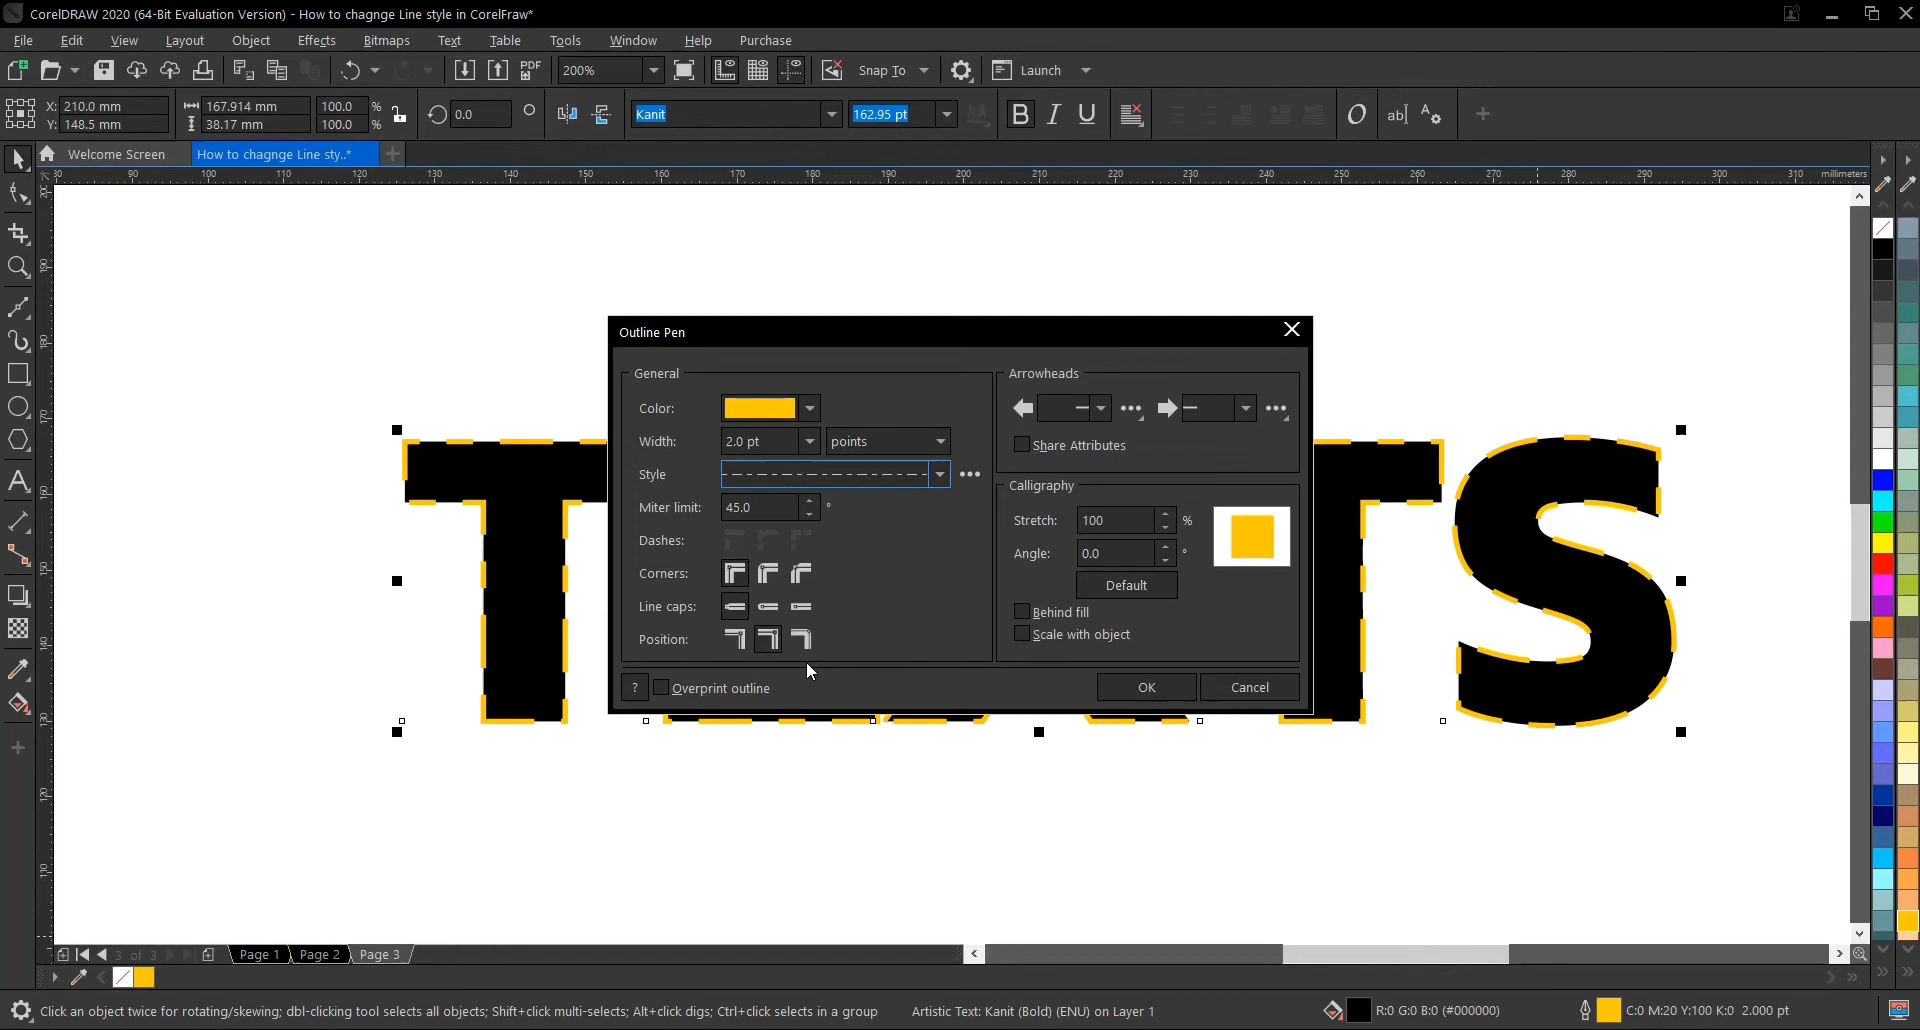 CorelDRAW 2020 (64-Bit Evaluation Version) - How to chagnge Line style in CorelFraw*
File Edit View Layout Object Effects Bitmaps Text Table Tools Window Help Purchase
PDF 200% Snap To Launch
X: 210.0 mm 167.914 mm 100.0 % 0.0 Kanit 162.95 pt B I U O ab|
Y: 148.5 mm 38.17 mm 100.0 %
Welcome Screen How to chagnge Line sty..*
90 100 110 120 130 140 150 160 170 180 190 200 210 220 230 240 250 260 270 280 290 300 310 millimeters
T T S
Outline Pen
General
Color:
Width: 2.0 pt points
Style
Miter limit: 45.0 °
Dashes:
Corners:
Line caps:
Position:
? Overprint outline
Arrowheads
Share Attributes
Calligraphy
Stretch: 100 %
Angle: 0.0 °
Default
Behind fill
Scale with object
OK Cancel
3 of 3 Page 1 Page 2 Page 3
Click an object twice for rotating/skewing; dbl-clicking tool selects all objects; Shift+click multi-selects; Alt+click digs; Ctrl+click selects in a group Artistic Text: Kanit (Bold) (ENU) on Layer 1 R:0 G:0 B:0 (#000000) C:0 M:20 Y:100 K:0 2.000 pt